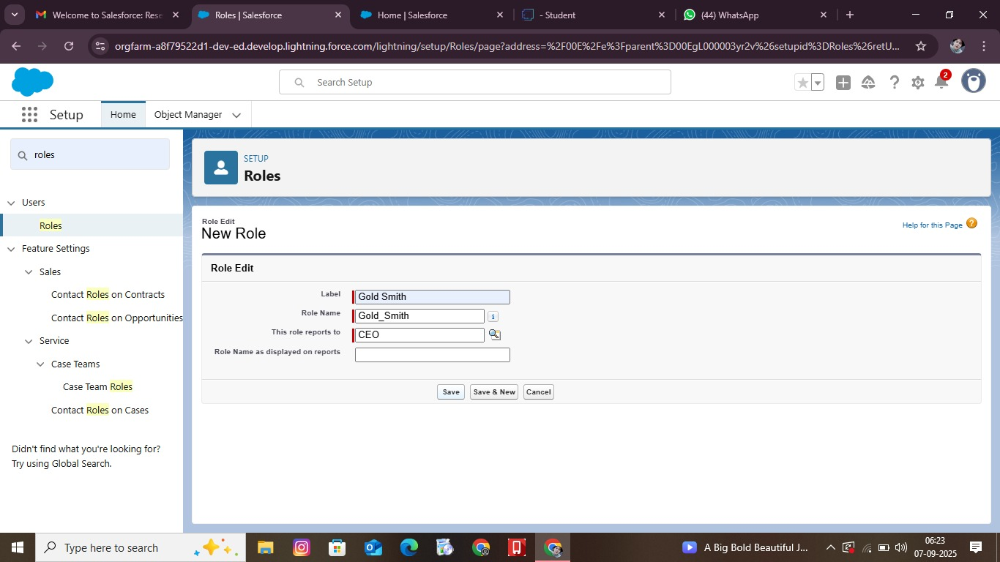 Welcome to Salesforce: Rese
Roles | Salesforce
Home | Salesforce
- Student
(44) WhatsApp
orgfarm-a8f79522d1-dev-ed.develop.lightning.force.com/lightning/setup/Roles/page?address=%2F00E%2Fe%3Fparent%3D00EgL000003yr2v%26setupid%3DRoles%26retU...
Search Setup
2
Setup
Home
Object Manager
roles
Users
Roles
Feature Settings
Sales
Contact Roles on Contracts
Contact Roles on Opportunities
Service
Case Teams
Case Team Roles
Contact Roles on Cases
Didn't find what you're looking for?
Try using Global Search.
SETUP
Roles
Role Edit
New Role
Help for this Page ?
Role Edit
Label Gold Smith
Role Name Gold_Smith i
This role reports to CEO
Role Name as displayed on reports
Save Save & New Cancel
Type here to search
A Big Bold Beautiful J...
06:23
07-09-2025